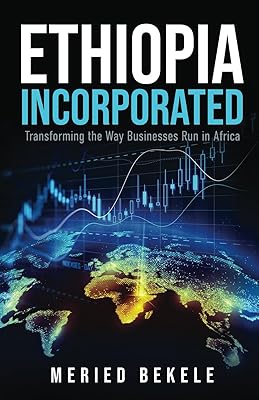 ETHIOPIA
INCORPORATED
Transforming the Way Businesses Run in Africa
MERIED BEKELE